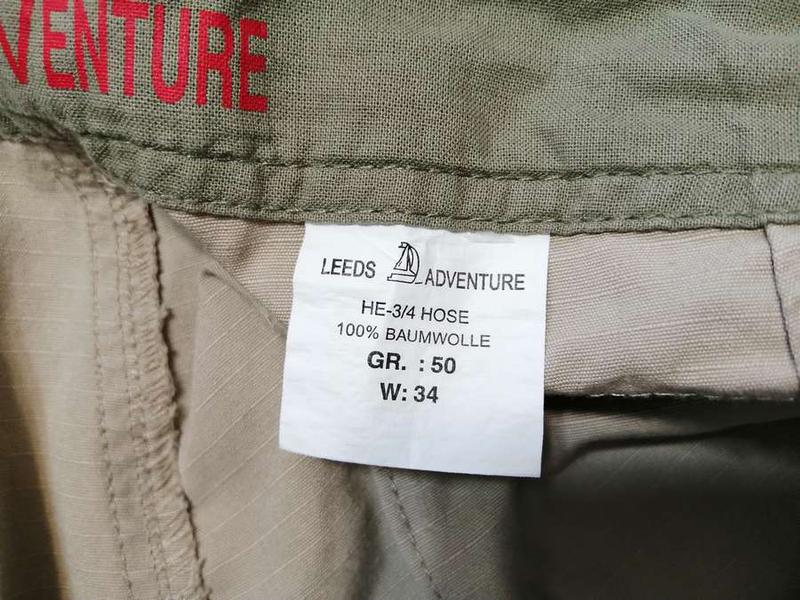 VENTURE
LEEDS ADVENTURE
HE-3/4 HOSE
100% BAUMWOLLE
GR. : 50
W: 34